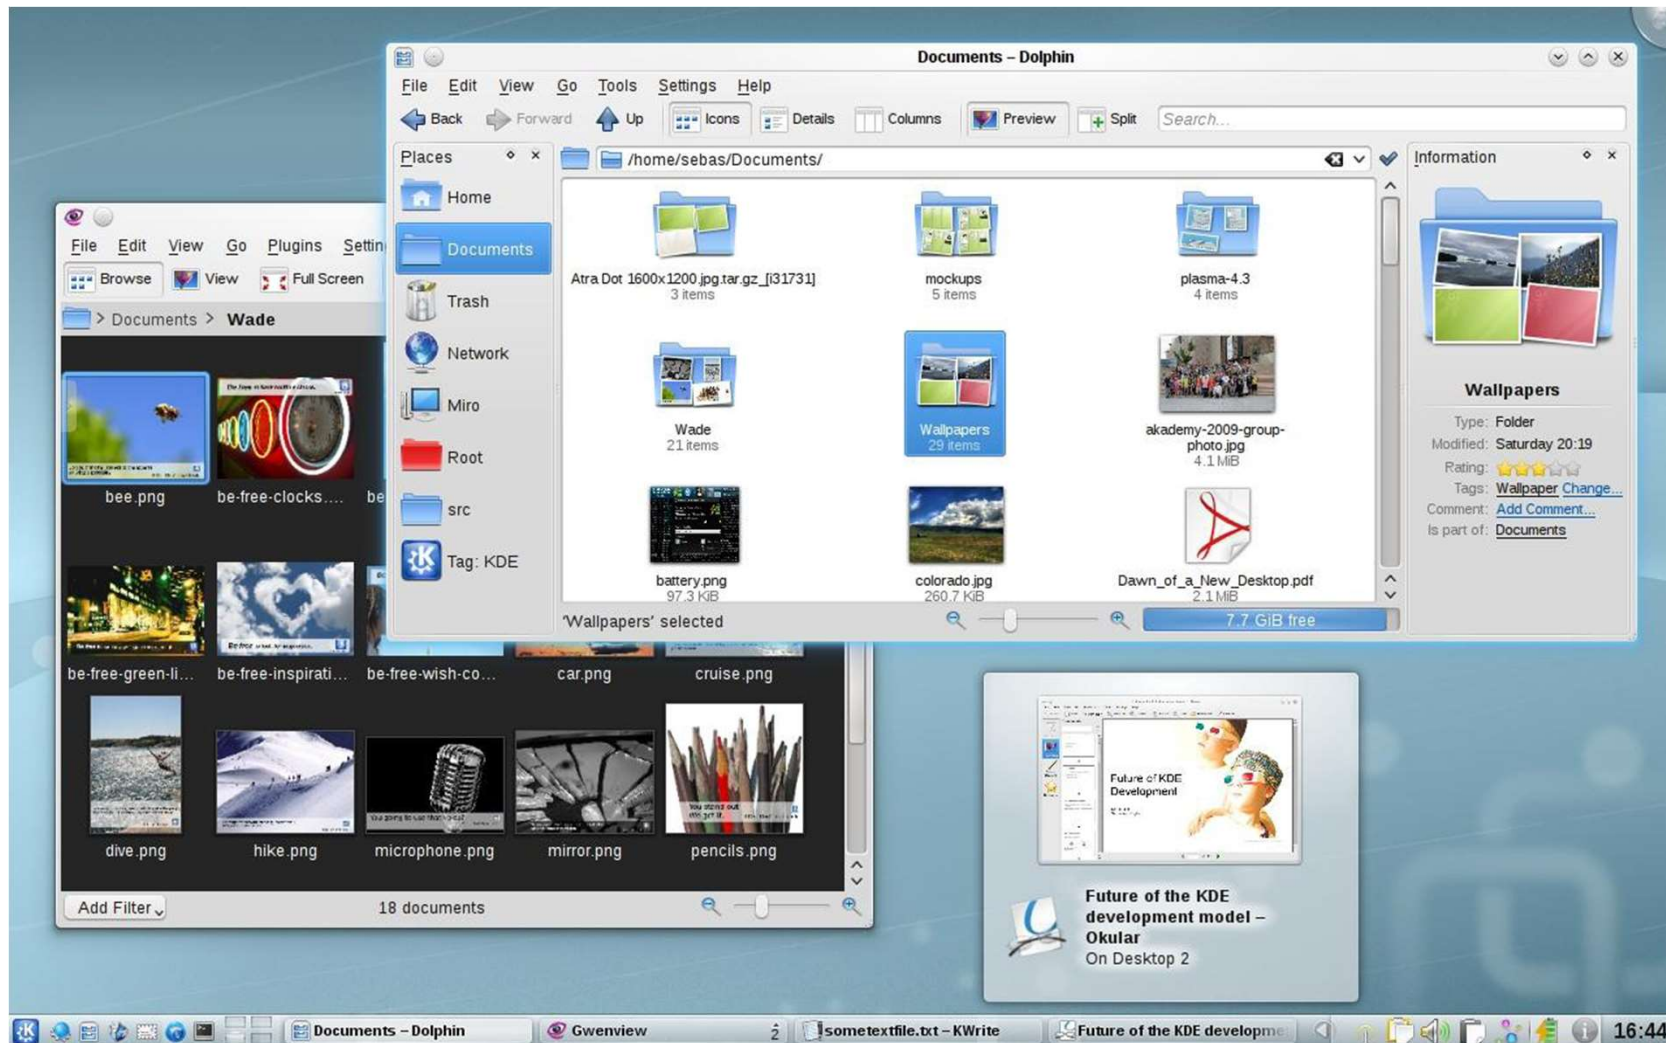 Documents – Dolphin
File Edit View Go Tools Settings Help
Back Forward Up Icons Details Columns Preview Split Search...
Places
/home/sebas/Documents/
Information
Home
Documents
Trash
Network
Miro
Root
src
Tag: KDE
Atra Dot 1600x1200.jpg.tar.gz_[i31731]
3 items
mockups
5 items
plasma-4.3
4 items
Wade
21 items
Wallpapers
29 items
akademy-2009-group-
photo.jpg
4.1 MiB
battery.png
97.3 KiB
colorado.jpg
260.7 KiB
Dawn_of_a_New_Desktop.pdf
2.1 MiB
'Wallpapers' selected
7.7 GiB free
Wallpapers
Type: Folder
Modified: Saturday 20:19
Rating:
Tags: Wallpaper Change...
Comment: Add Comment...
Is part of: Documents
File Edit View Go Plugins Settin
Browse View Full Screen
> Documents > Wade
bee.png
be-free-clocks....
be
be-free-green-li...
be-free-inspirati...
be-free-wish-co...
car.png
cruise.png
You stand out.
We get it.
dive.png
hike.png
microphone.png
mirror.png
pencils.png
Add Filter
18 documents
Future of KDE
Development
Future of the KDE
development model –
Okular
On Desktop 2
Documents – Dolphin
Gwenview
2
sometextfile.txt – KWrite
Future of the KDE developme
16:44